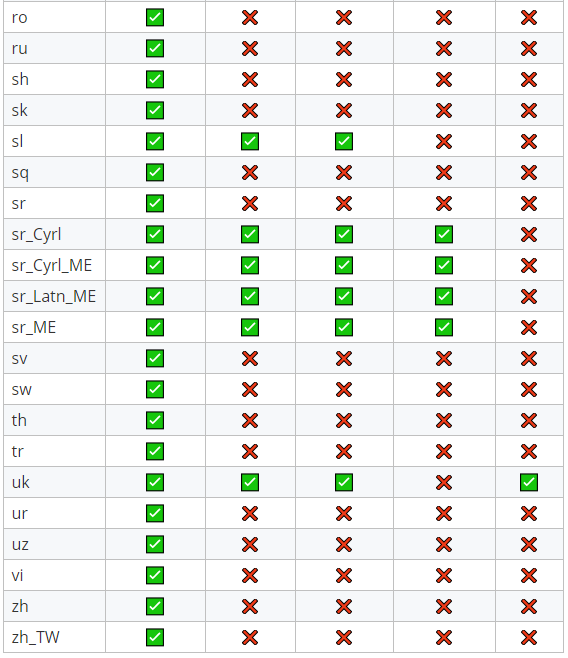 ro ✅ ❌ ❌ ❌ ❌
ru ✅ ❌ ❌ ❌ ❌
sh ✅ ❌ ❌ ❌ ❌
sk ✅ ❌ ❌ ❌ ❌
sl ✅ ✅ ✅ ❌ ❌
sq ✅ ❌ ❌ ❌ ❌
sr ✅ ❌ ❌ ❌ ❌
sr_Cyrl ✅ ✅ ✅ ✅ ❌
sr_Cyrl_ME ✅ ✅ ✅ ✅ ❌
sr_Latn_ME ✅ ✅ ✅ ✅ ❌
sr_ME ✅ ✅ ✅ ✅ ❌
sv ✅ ❌ ❌ ❌ ❌
sw ✅ ❌ ❌ ❌ ❌
th ✅ ❌ ❌ ❌ ❌
tr ✅ ❌ ❌ ❌ ❌
uk ✅ ✅ ✅ ❌ ✅
ur ✅ ❌ ❌ ❌ ❌
uz ✅ ❌ ❌ ❌ ❌
vi ✅ ❌ ❌ ❌ ❌
zh ✅ ❌ ❌ ❌ ❌
zh_TW ✅ ❌ ❌ ❌ ❌